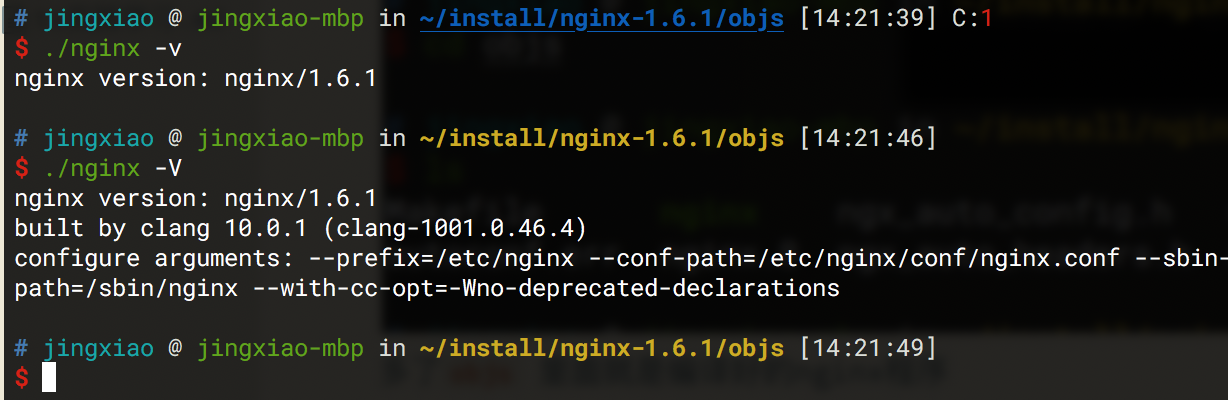 # jingxiao @ jingxiao-mbp in ~/install/nginx-1.6.1/objs [14:21:39] C:1
$ ./nginx -v
nginx version: nginx/1.6.1
# jingxiao @ jingxiao-mbp in ~/install/nginx-1.6.1/objs [14:21:46]
$ ./nginx -V
nginx version: nginx/1.6.1
built by clang 10.0.1 (clang-1001.0.46.4)
configure arguments: --prefix=/etc/nginx --conf-path=/etc/nginx/conf/nginx.conf --sbin-
path=/sbin/nginx --with-cc-opt=-Wno-deprecated-declarations
# jingxiao @ jingxiao-mbp in ~/install/nginx-1.6.1/objs [14:21:49]
$